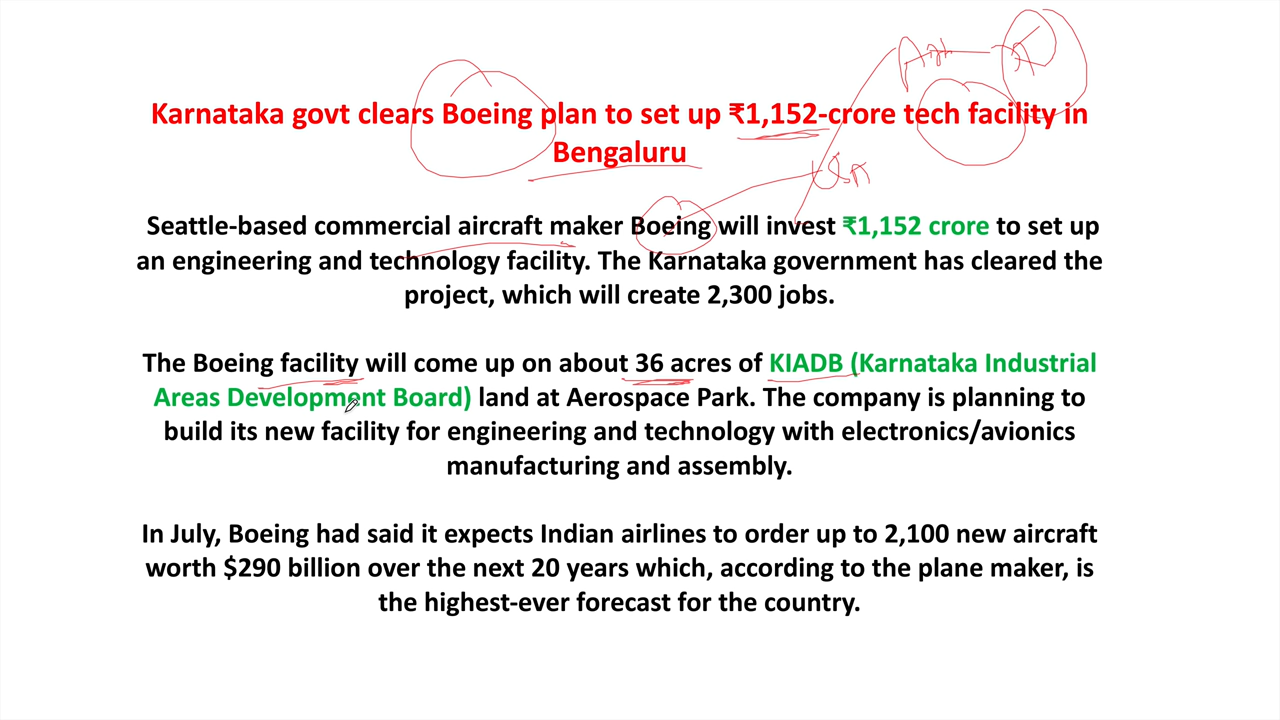 Karnataka govt clears Boeing plan to set up ₹1,152-crore tech facility in
Bengaluru
Seattle-based commercial aircraft maker Boeing will invest ₹1,152 crore to set up
an engineering and technology facility. The Karnataka government has cleared the
project, which will create 2,300 jobs.
The Boeing facility will come up on about 36 acres of KIADB (Karnataka Industrial
Areas Development Board) land at Aerospace Park. The company is planning to
build its new facility for engineering and technology with electronics/avionics
manufacturing and assembly.
In July, Boeing had said it expects Indian airlines to order up to 2,100 new aircraft
worth $290 billion over the next 20 years which, according to the plane maker, is
the highest-ever forecast for the country.